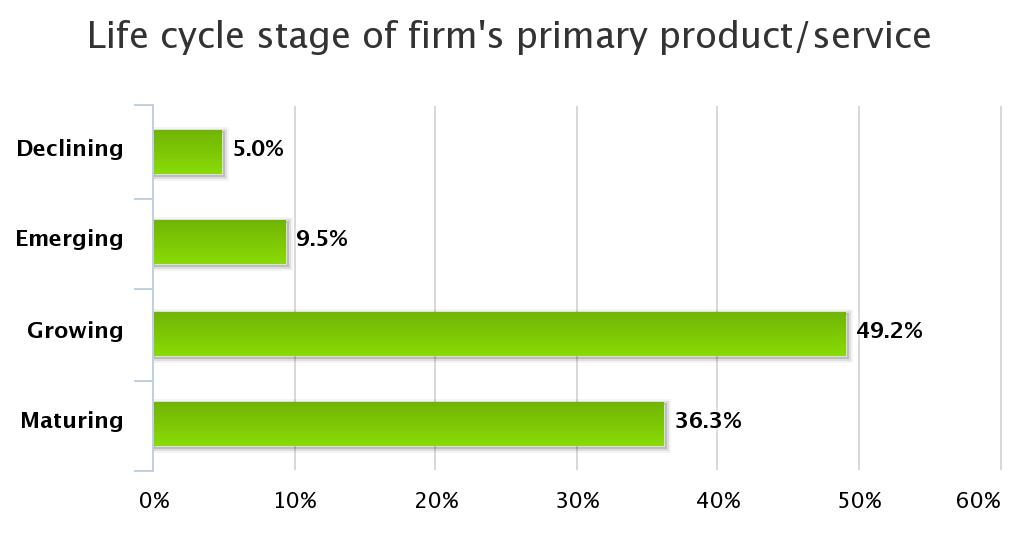 Life cycle stage of firm's primary product/service
Declining 5.0%
Emerging 9.5%
Growing 49.2%
Maturing 36.3%
0% 10% 20% 30% 40% 50% 60%